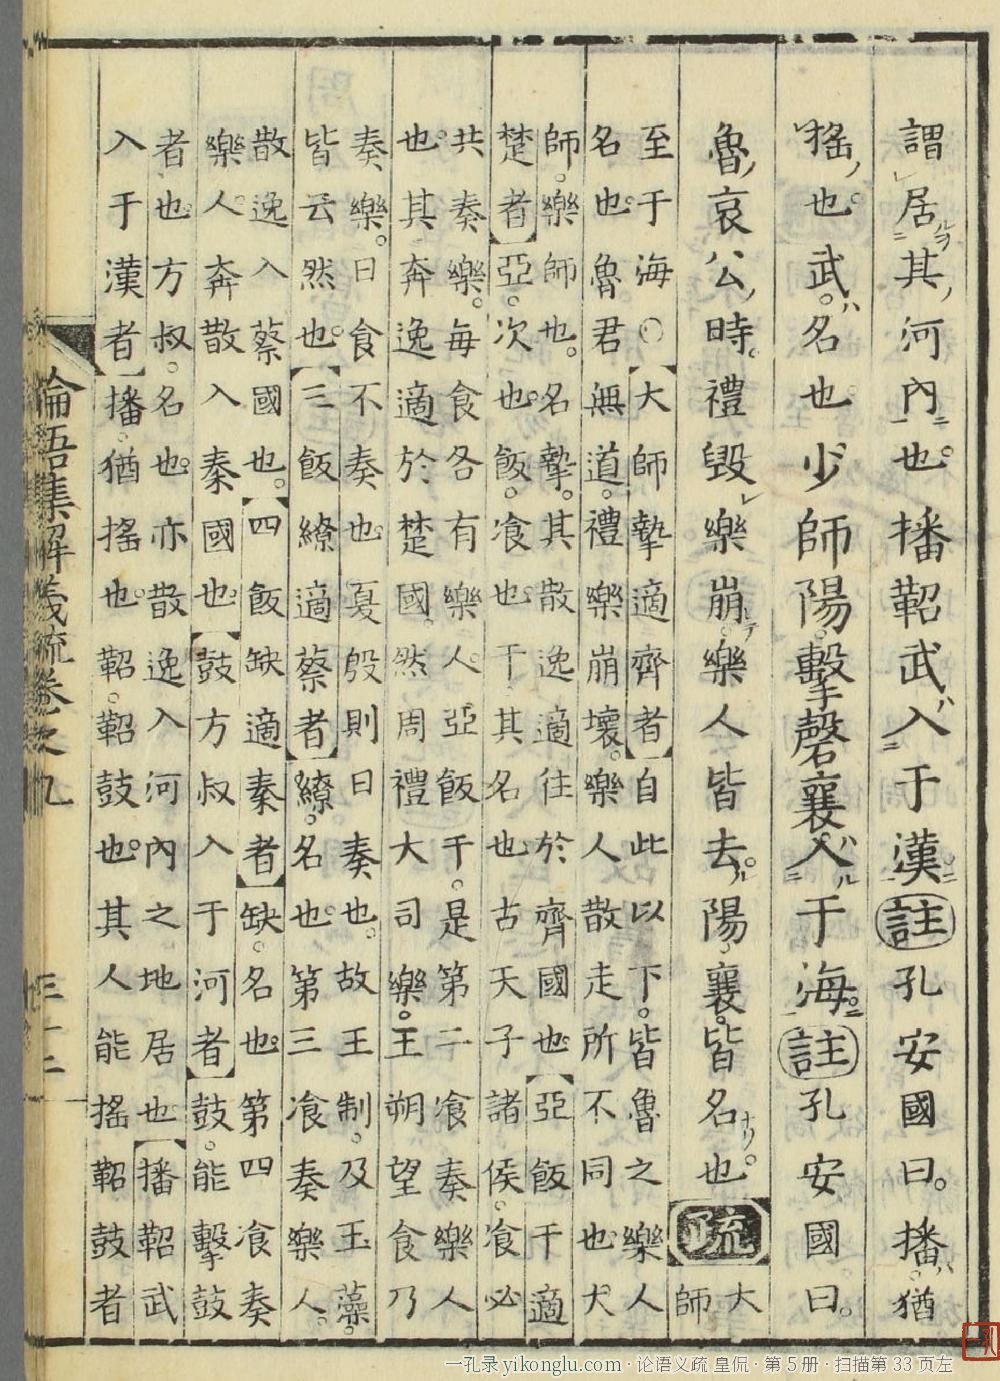 謂居其河內也。播鞀武入于漢註孔安國曰。播猶
搖也。武。名也少師陽。擊磬襄入于海註孔安國曰。
魯哀公時。禮毀樂崩。樂人皆去。陽。襄。皆名也疏大師
至于海○【大師摯適齊者】自此以下。皆魯之樂人
名也。魯君無道。禮樂崩壞。樂人散走所不同也。大
師。樂師也。名摯。其散逸適往於齊國也。【亞飯干適
楚者】亞。次也。飯。飡也。干。其名也古天子諸侯。飡必
共奏樂。每食各有樂人。亞飯干。是第二飡奏樂人
也。其奔逸適於楚國。然周禮大司樂。王朔望食乃
奏樂。日食不奏也。夏殷則日奏也。故王制。及玉藻。
皆云然也。【三飯繚適蔡者】繚。名也。第三飡奏樂人。
散逸入蔡國也。【四飯缺適秦者】缺。名也。第四飡奏
樂人。奔散入秦國也。【鼓方叔入于河者】鼓。能擊鼓
者也。方叔。名也。亦散逸入河內之地居也。【播鞀武
入于漢者】播。猶搖也。鞀。鞀鼓也。其人能搖鞀鼓者
論語集解義疏卷之九 三十二
一孔录 yikonglu.com · 论语义疏 皇侃 · 第 5 册 · 扫描第 33 页左